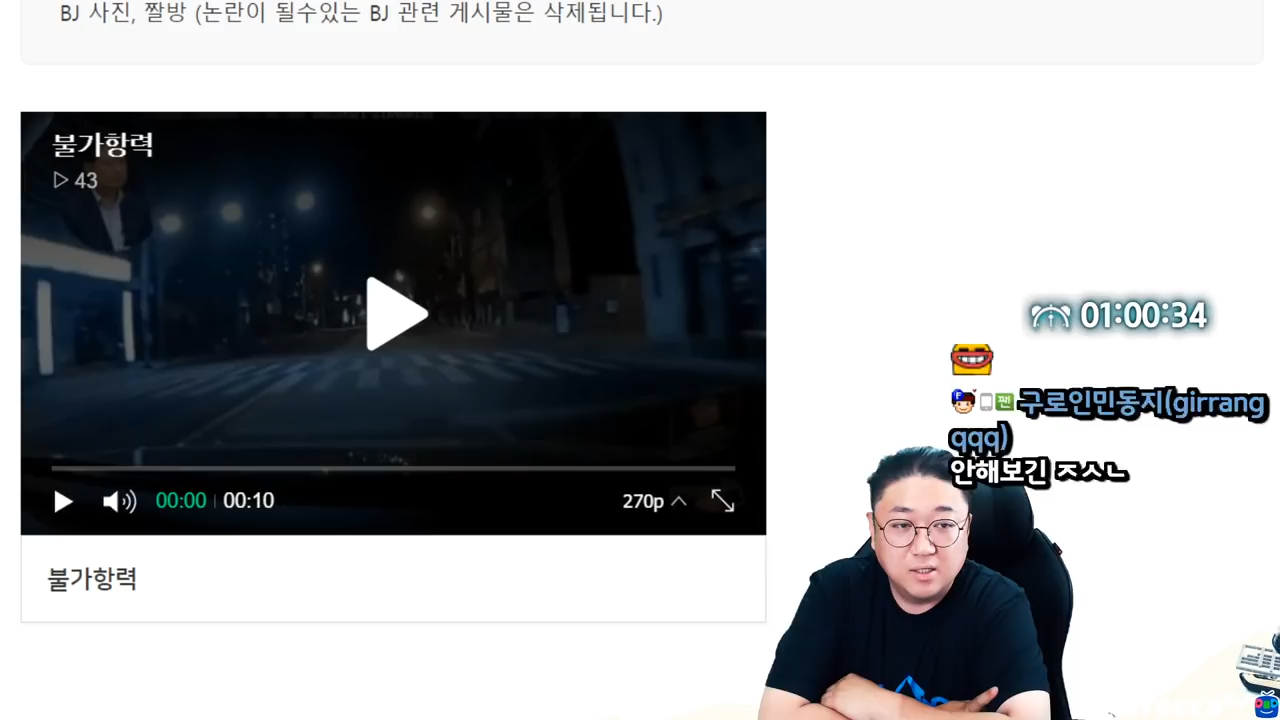 BJ 사진, 짤방 (논란이 될수있는 BJ 관련 게시물은 삭제됩니다.)
불가항력
43
01:00:34
팬 구로인민동지(girrang
qqq)
안해보긴 ㅈㅅㄴ
00:00 00:10
270p
불가항력